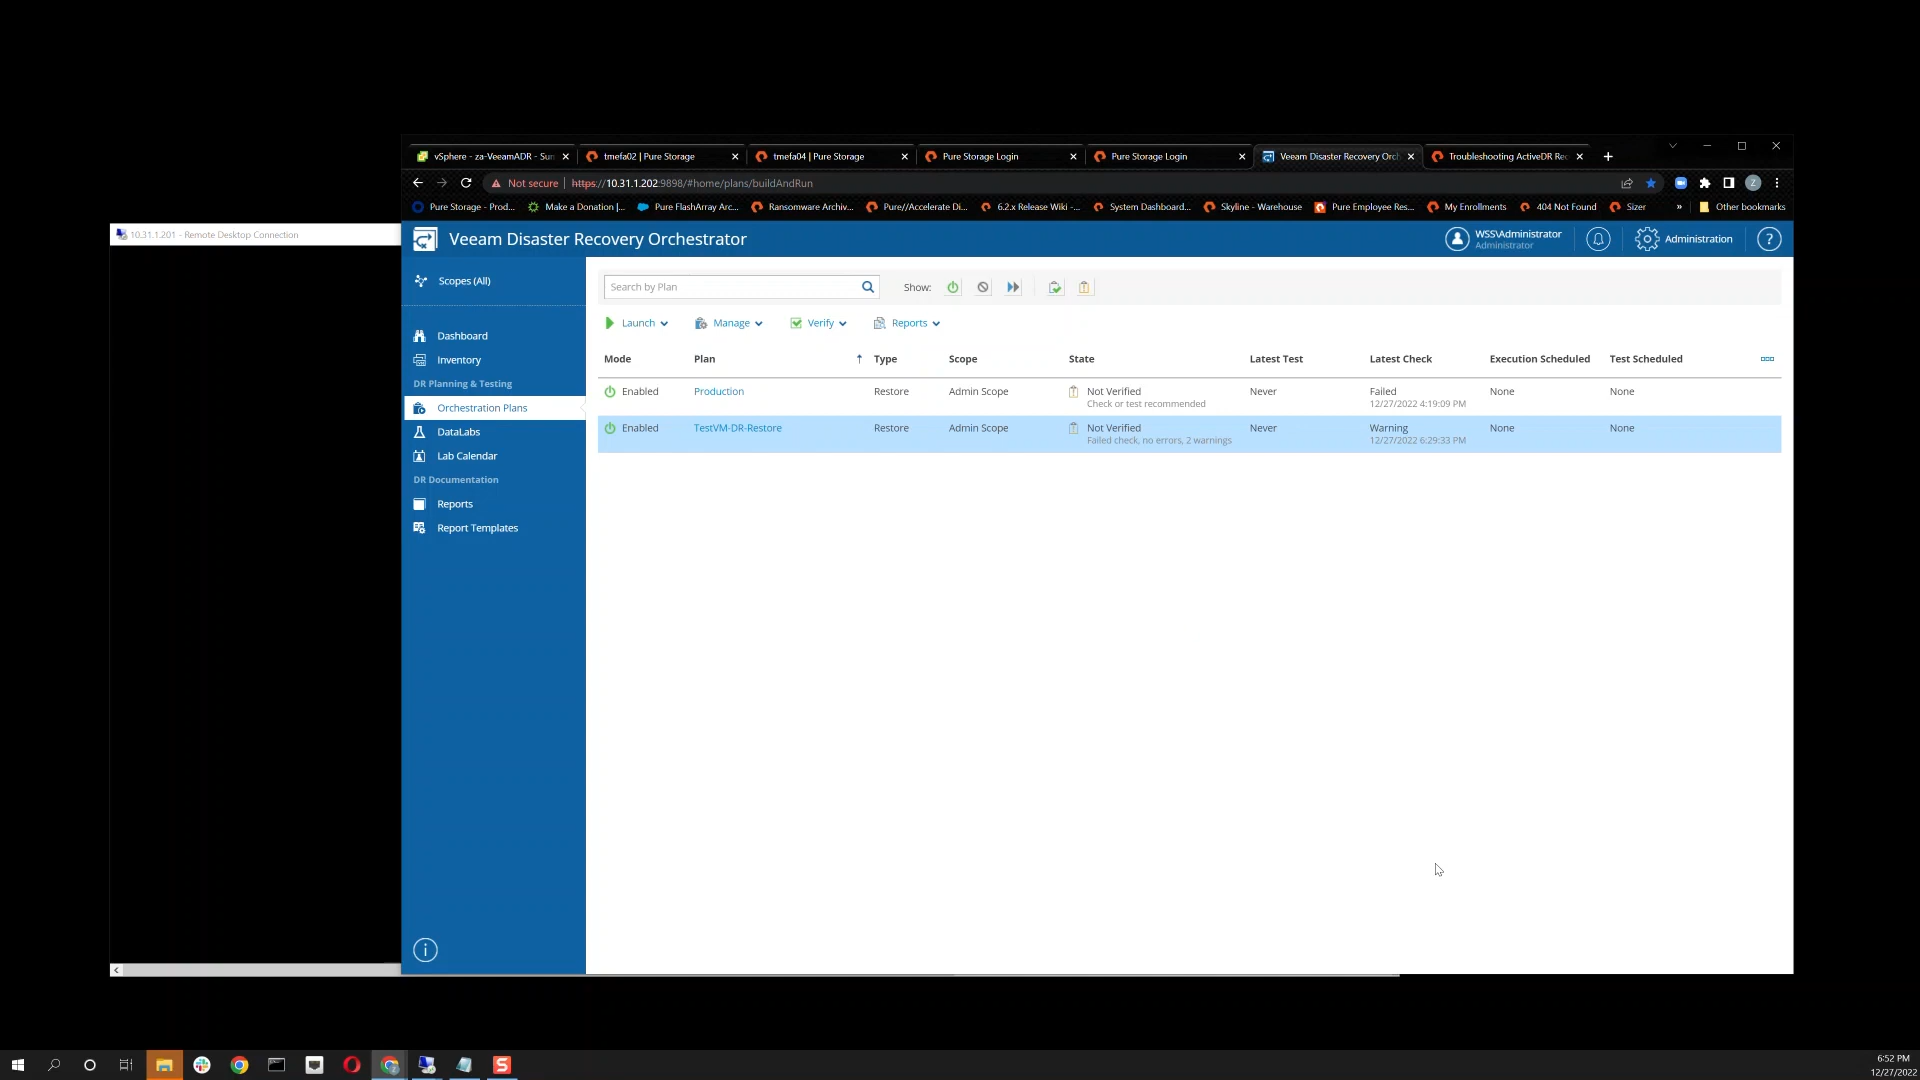 vSphere - za-VeeamADR - Sum
tmefa02 | Pure Storage
tmefa04 | Pure Storage
Pure Storage Login
Pure Storage Login
Veeam Disaster Recovery Orch
Troubleshooting ActiveDR Rec
Not secure | https://10.31.1.202:9898/#home/plans/buildAndRun
Z
Pure Storage - Prod...
Make a Donation |...
Pure FlashArray Arc...
Ransomware Archiv...
Pure//Accelerate Di...
6.2.x Release Wiki -...
System Dashboard...
Skyline - Warehouse
Pure Employee Res...
My Enrollments
404 Not Found
Sizer
»
Other bookmarks
10.31.1.201 - Remote Desktop Connection
Veeam Disaster Recovery Orchestrator
WSS\Administrator
Administrator
Administration
?
Scopes (All)
Dashboard
Inventory
DR Planning & Testing
Orchestration Plans
DataLabs
Lab Calendar
DR Documentation
Reports
Report Templates
Search by Plan
Show:
Launch
Manage
Verify
Reports
Mode Plan Type Scope State Latest Test Latest Check Execution Scheduled Test Scheduled
Enabled Production Restore Admin Scope Not Verified Never Failed None None
Check or test recommended 12/27/2022 4:19:09 PM
Enabled TestVM-DR-Restore Restore Admin Scope Not Verified Never Warning None None
Failed check, no errors, 2 warnings 12/27/2022 6:29:33 PM
i
S
6:52 PM
12/27/2022